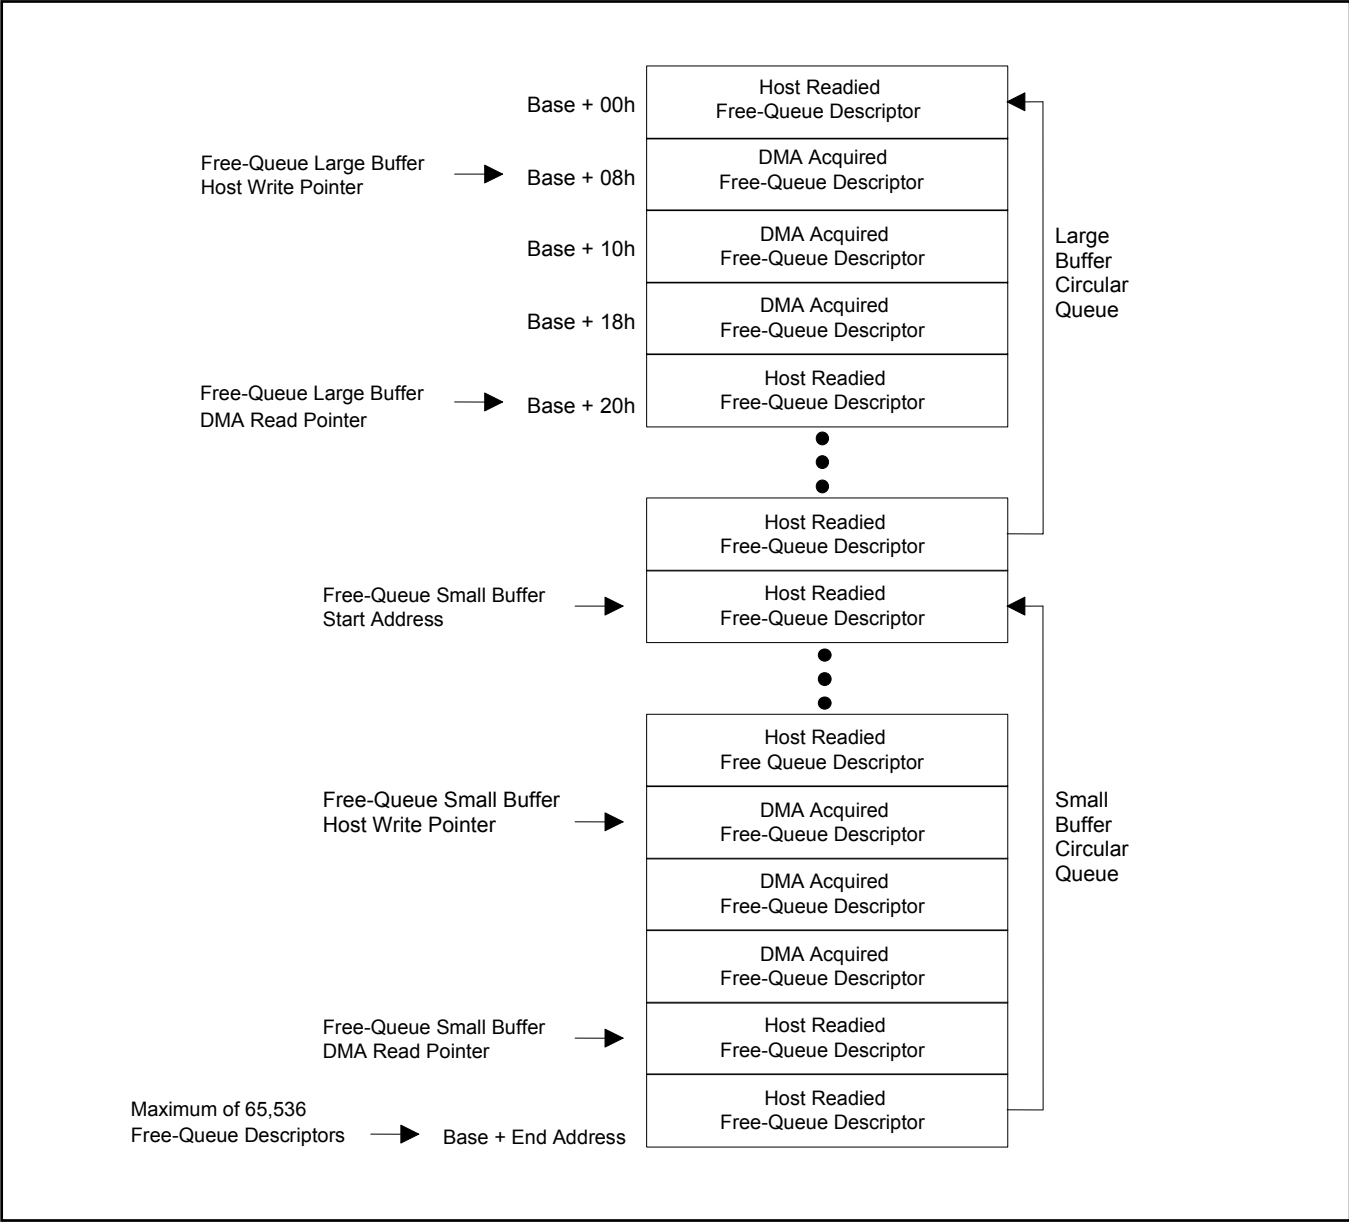 Host Readied
Free-Queue Descriptor
Base + 00h
Free-Queue Large Buffer
Host Write Pointer
Base + 08h
DMA Acquired
Free-Queue Descriptor
Base + 10h
DMA Acquired
Free-Queue Descriptor
Large
Buffer
Circular
Queue
Base + 18h
DMA Acquired
Free-Queue Descriptor
Free-Queue Large Buffer
DMA Read Pointer
Base + 20h
Host Readied
Free-Queue Descriptor
Host Readied
Free-Queue Descriptor
Free-Queue Small Buffer
Start Address
Host Readied
Free-Queue Descriptor
Host Readied
Free Queue Descriptor
Free-Queue Small Buffer
Host Write Pointer
DMA Acquired
Free-Queue Descriptor
Small
Buffer
Circular
Queue
DMA Acquired
Free-Queue Descriptor
DMA Acquired
Free-Queue Descriptor
Free-Queue Small Buffer
DMA Read Pointer
Host Readied
Free-Queue Descriptor
Maximum of 65,536
Free-Queue Descriptors
Base + End Address
Host Readied
Free-Queue Descriptor